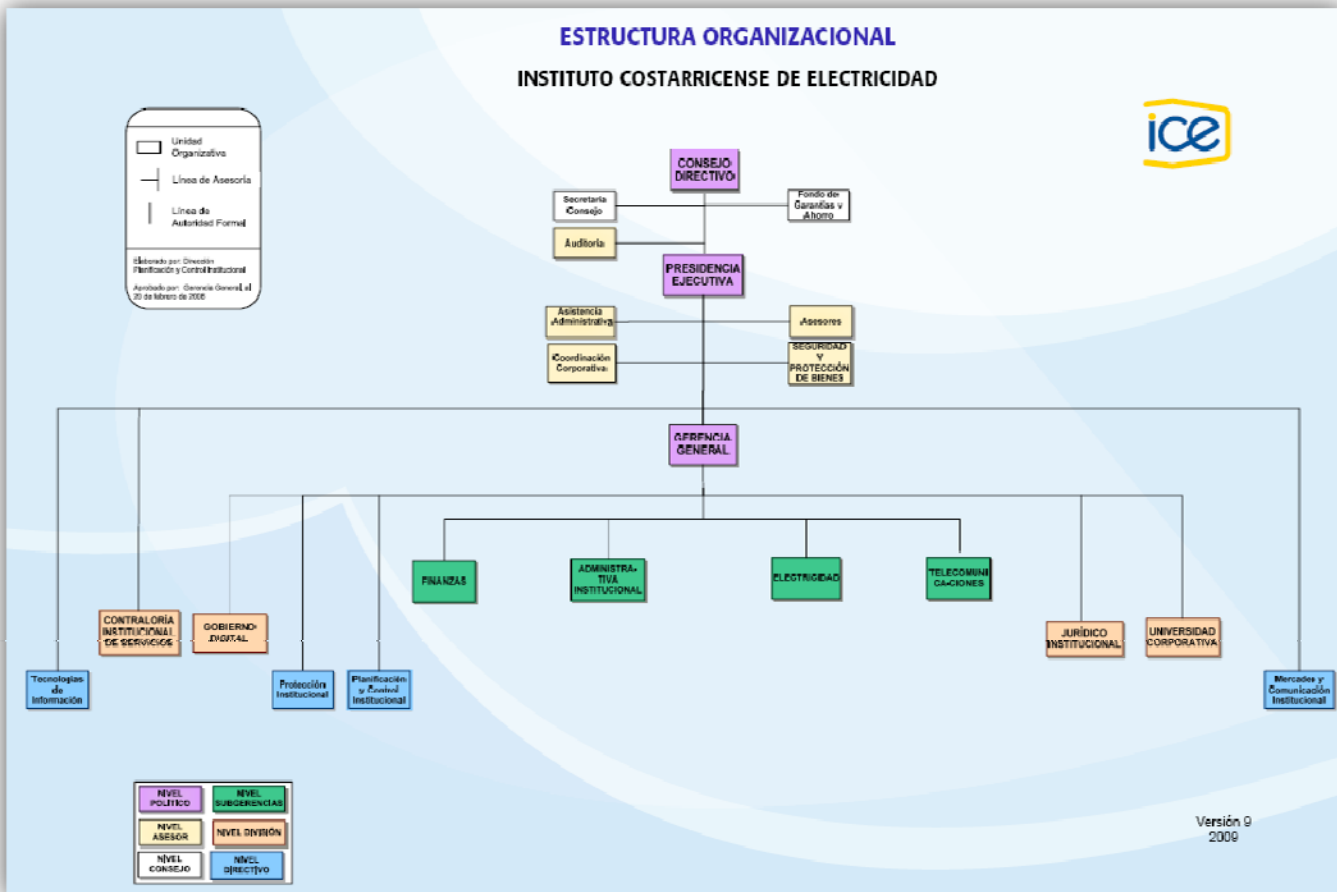 ESTRUCTURA ORGANIZACIONAL
INSTITUTO COSTARRICENSE DE ELECTRICIDAD
ice
Unidad
Organizativa
Línea de Asesoría
Línea de
Autoridad Formal
Elaborado por: Dirección
Planificación y Control Institucional
Aprobado por: Gerencia General, el
20 de febrero de
CONSEJO
DIRECTIVO
Secretaría
Consejo
Fondo de
Garantías y
Ahorro
Auditoría
PRESIDENCIA
EJECUTIVA
Asistencia
Administrativa
Asesores
Coordinación
Corporativa
SEGURIDAD
Y
PROTECCIÓN
DE BIENES
GERENCIA
GENERAL
FINANZAS
ADMINISTRA-
TIVA
INSTITUCIONAL
ELECTRICIDAD
TELECOMUNI
CA-CIONES
CONTRALORÍA
INSTITUCIONAL
DE SERVICIOS
GOBIERNO
DIGITAL
JURÍDICO
INSTITUCIONAL
UNIVERSIDAD
CORPORATIVA
Tecnologías
de
Información
Protección
Institucional
Planificación
y Control
Institucional
Mercadeo y
Comunicación
Institucional
NIVEL
POLÍTICO
NIVEL
SUBGERENCIAS
NIVEL
ASESOR
NIVEL DIVISIÓN
NIVEL
CONSEJO
NIVEL
DIRECTIVO
Versión 9
2009